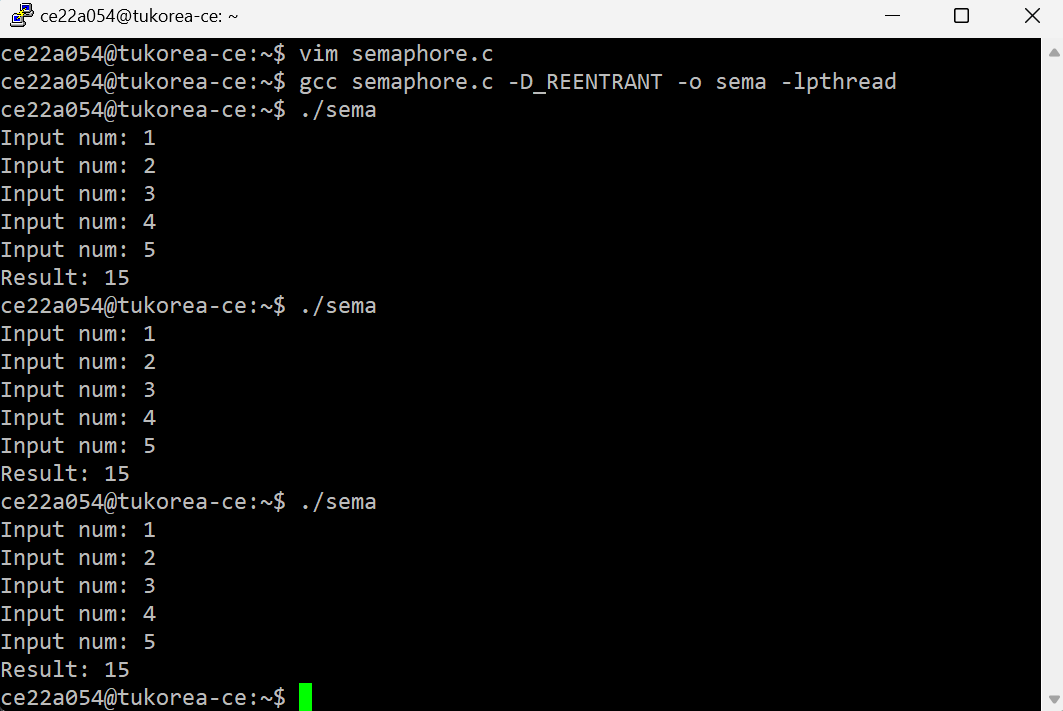 ce22a054@tukorea-ce: ~
ce22a054@tukorea-ce:~$ vim semaphore.c
ce22a054@tukorea-ce:~$ gcc semaphore.c -D_REENTRANT -o sema -lpthread
ce22a054@tukorea-ce:~$ ./sema
Input num: 1
Input num: 2
Input num: 3
Input num: 4
Input num: 5
Result: 15
ce22a054@tukorea-ce:~$ ./sema
Input num: 1
Input num: 2
Input num: 3
Input num: 4
Input num: 5
Result: 15
ce22a054@tukorea-ce:~$ ./sema
Input num: 1
Input num: 2
Input num: 3
Input num: 4
Input num: 5
Result: 15
ce22a054@tukorea-ce:~$